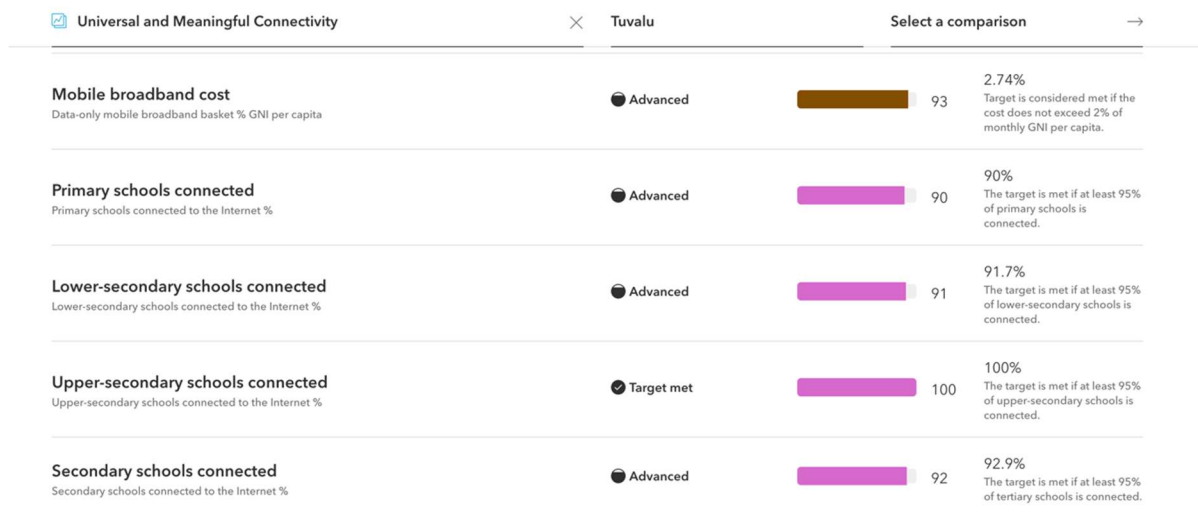 Universal and Meaningful Connectivity
Tuvalu
Select a comparison
Mobile broadband cost
Data-only mobile broadband basket % GNI per capita
Advanced
93
2.74%
Target is considered met if the
cost does not exceed 2% of
monthly GNI per capita.
Primary schools connected
Primary schools connected to the Internet %
Advanced
90
90%
The target is met if at least 95%
of primary schools is
connected.
Lower-secondary schools connected
Lower-secondary schools connected to the Internet %
Advanced
91
91.7%
The target is met if at least 95%
of lower-secondary schools is
connected.
Upper-secondary schools connected
Upper-secondary schools connected to the Internet %
Target met
100
100%
The target is met if at least 95%
of upper-secondary schools is
connected.
Secondary schools connected
Secondary schools connected to the Internet %
Advanced
92
92.9%
The target is met if at least 95%
of tertiary schools is connected.